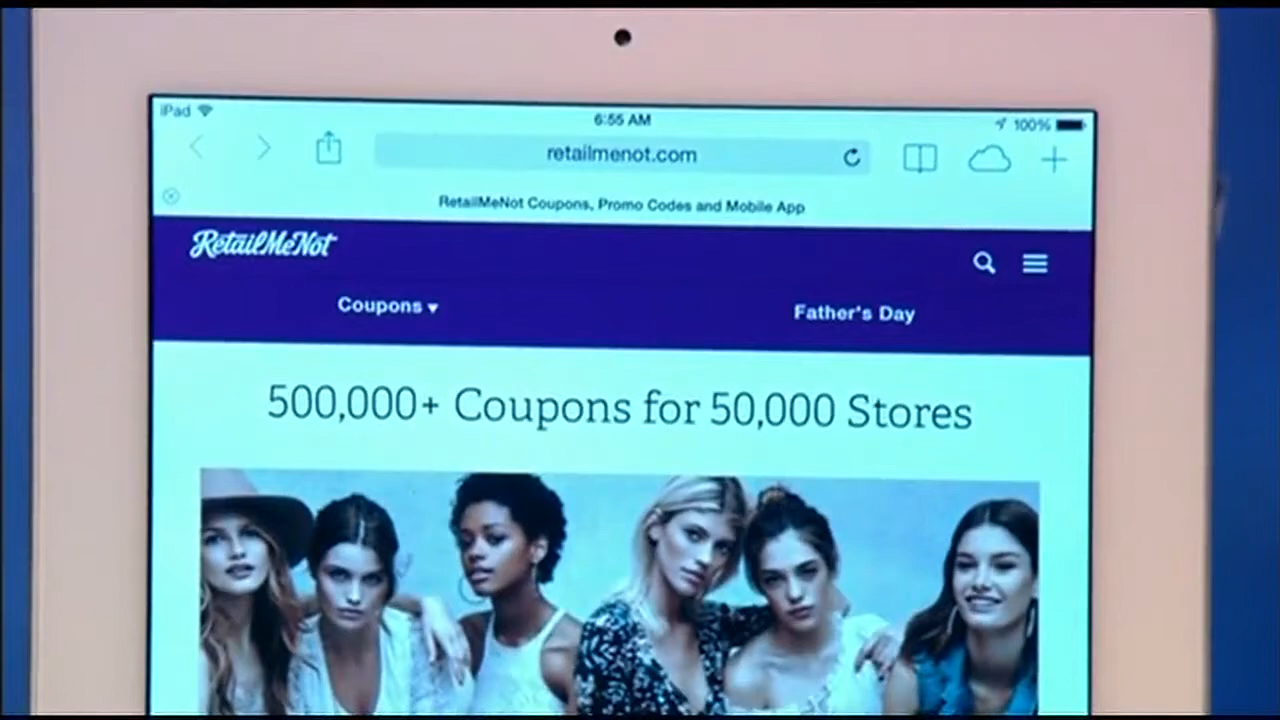 iPad
6:55 AM
100%
retailmenot.com
RetailMeNot Coupons, Promo Codes and Mobile App
RetailMeNot
Coupons ▾
Father's Day
500,000+ Coupons for 50,000 Stores